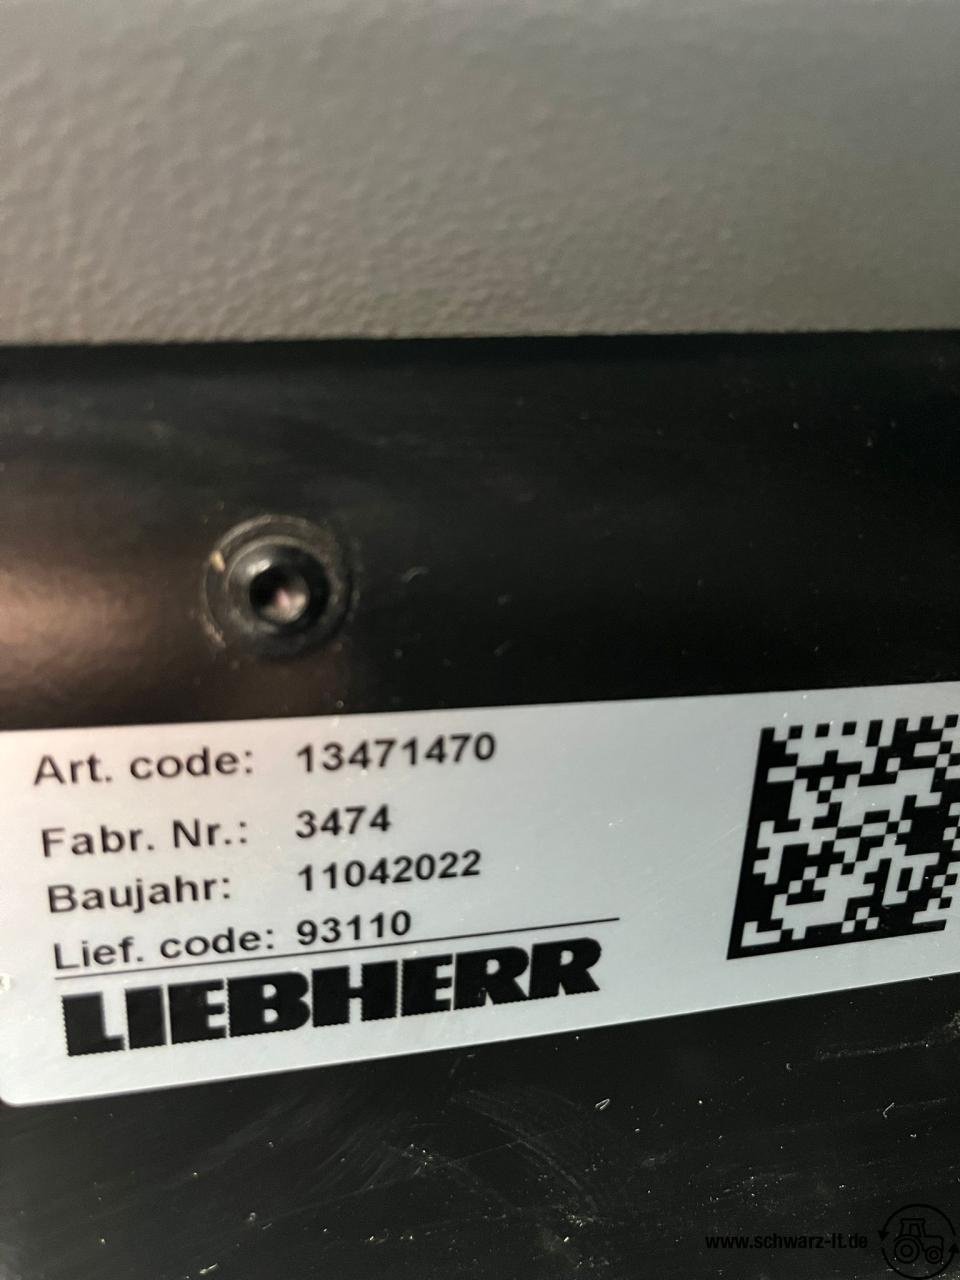 Art. code: 13471470
Fabr. Nr.: 3474
Baujahr: 11042022
Lief. code: 93110
LIEBHERR
www.schwarz-lt.de